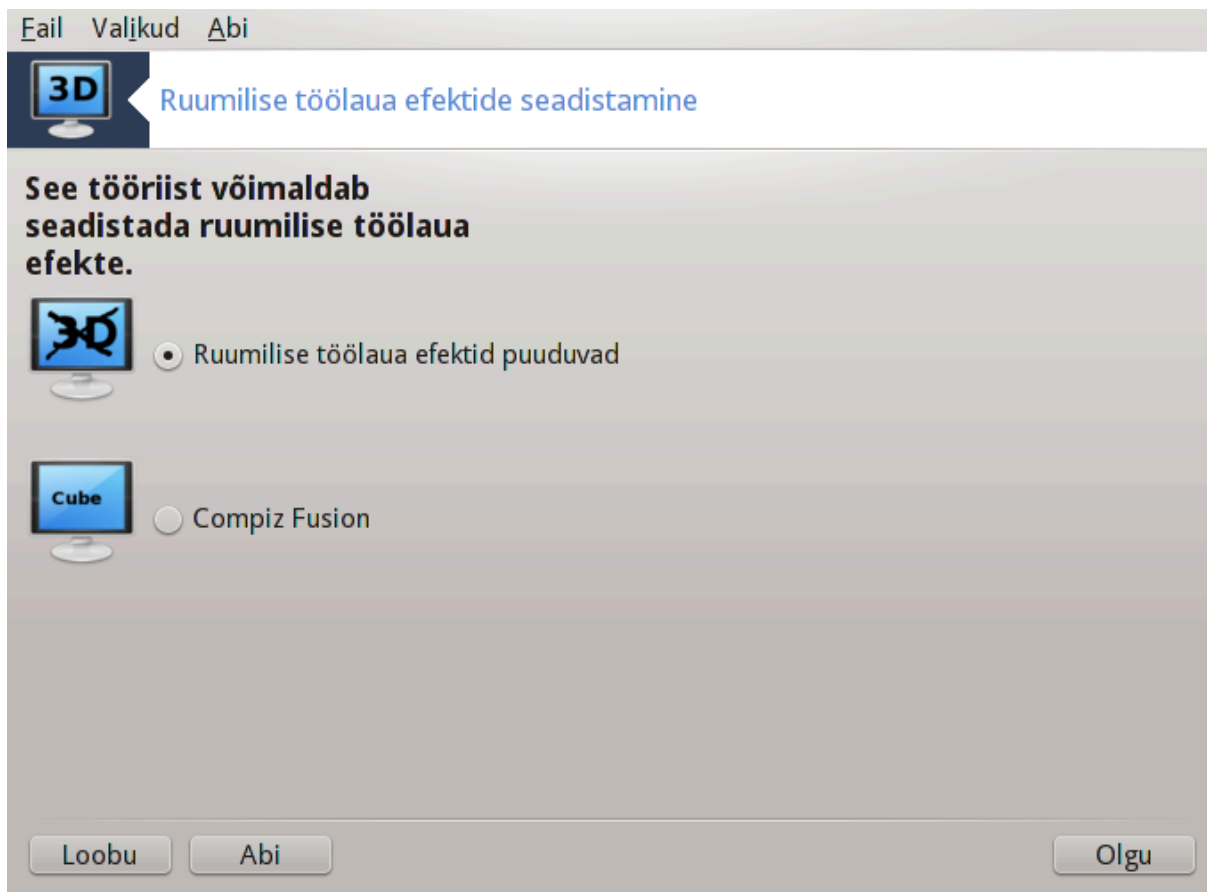 Fail Valikud Abi
3D
Ruumilise töölaua efektide seadistamine
See tööriist võimaldab
seadistada ruumilise töölaua
efekte.
3D
Ruumilise töölaua efektid puuduvad
Cube
Compiz Fusion
Loobu Abi Olgu